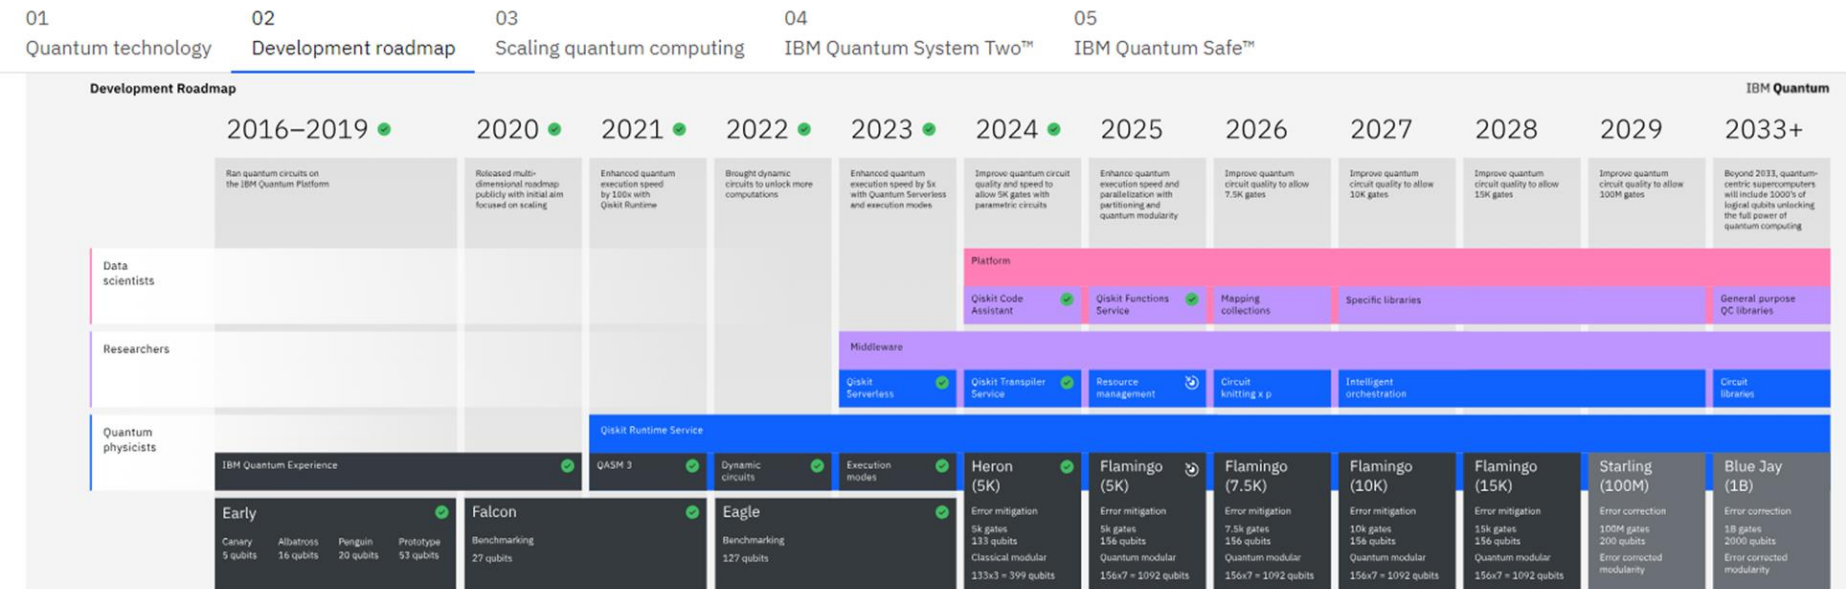 01
Quantum technology
02
Development roadmap
03
Scaling quantum computing
04
IBM Quantum System Two™
05
IBM Quantum Safe™
Development Roadmap
IBM Quantum
2016–2019
2020
2021
2022
2023
2024
2025
2026
2027
2028
2029
2033+
Ran quantum circuits on
the IBM Quantum Platform
Released multi-
dimensional roadmap
publicly with initial aim
focused on scaling
Enhanced quantum
execution speed
by 100x with
Qiskit Runtime
Brought dynamic
circuits to unlock more
computations
Enhanced quantum
execution speed by 5x
with Quantum Serverless
and execution modes
Improve quantum circuit
quality and speed to
allow 5K gates with
parametric circuits
Enhance quantum
execution speed and
parallelization with
partitioning and
quantum modularity
Improve quantum
circuit quality to allow
7.5K gates
Improve quantum
circuit quality to allow
10K gates
Improve quantum
circuit quality to allow
15K gates
Improve quantum
circuit quality to allow
100M gates
Beyond 2033, quantum-
centric supercomputers
will include 1000's of
logical qubits unlocking
the full power of
quantum computing
Data
scientists
Platform
Qiskit Code
Assistant
Qiskit Functions
Service
Mapping
collections
Specific libraries
General purpose
QC libraries
Researchers
Middleware
Qiskit
Serverless
Qiskit Transpiler
Service
Resource
management
Circuit
knitting x p
Intelligent
orchestration
Circuit
libraries
Quantum
physicists
Qiskit Runtime Service
IBM Quantum Experience
QASM 3
Dynamic
circuits
Execution
modes
Heron
(5K)
Error mitigation
5k gates
133 qubits
Classical modular
133x3 = 399 qubits
Flamingo
(5K)
Error mitigation
5k gates
156 qubits
Quantum modular
156x7 = 1092 qubits
Flamingo
(7.5K)
Error mitigation
7.5k gates
156 qubits
Quantum modular
156x7 = 1092 qubits
Flamingo
(10K)
Error mitigation
10k gates
156 qubits
Quantum modular
156x7 = 1092 qubits
Flamingo
(15K)
Error mitigation
15k gates
156 qubits
Quantum modular
156x7 = 1092 qubits
Starling
(100M)
Error correction
100M gates
200 qubits
Error corrected
modularity
Blue Jay
(1B)
Error correction
1B gates
2000 qubits
Error corrected
modularity
Early
Canary
5 qubits
Albatross
16 qubits
Penguin
20 qubits
Prototype
53 qubits
Falcon
Benchmarking
27 qubits
Eagle
Benchmarking
127 qubits